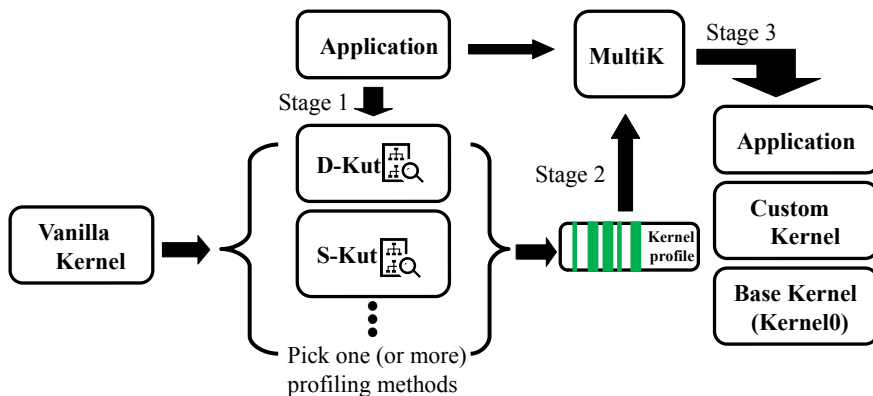 Application
Stage 1
D-Kut
S-Kut
Pick one (or more)
profiling methods
Vanilla
Kernel
Kernel
profile
Stage 2
MultiK
Stage 3
Application
Custom
Kernel
Base Kernel
(Kernel0)